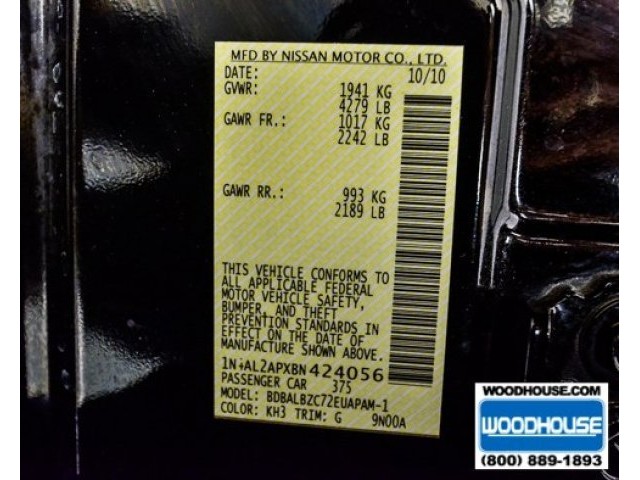 MFD BY NISSAN MOTOR CO., LTD.
DATE: 10/10
GVWR: 1941 KG
4279 LB
GAWR FR.: 1017 KG
2242 LB
GAWR RR.: 993 KG
2189 LB
THIS VEHICLE CONFORMS TO
ALL APPLICABLE FEDERAL
MOTOR VEHICLE SAFETY,
BUMPER, AND THEFT
PREVENTION STANDARDS IN
EFFECT ON THE DATE OF
MANUFACTURE SHOWN ABOVE.
1N4AL2APXBN424056
PASSENGER CAR 375
MODEL: BDBALBZC72EUAPAM-1
COLOR: KH3 TRIM: G 9N00A
WOODHOUSE.COM
WOODHOUSE
(800) 889-1893